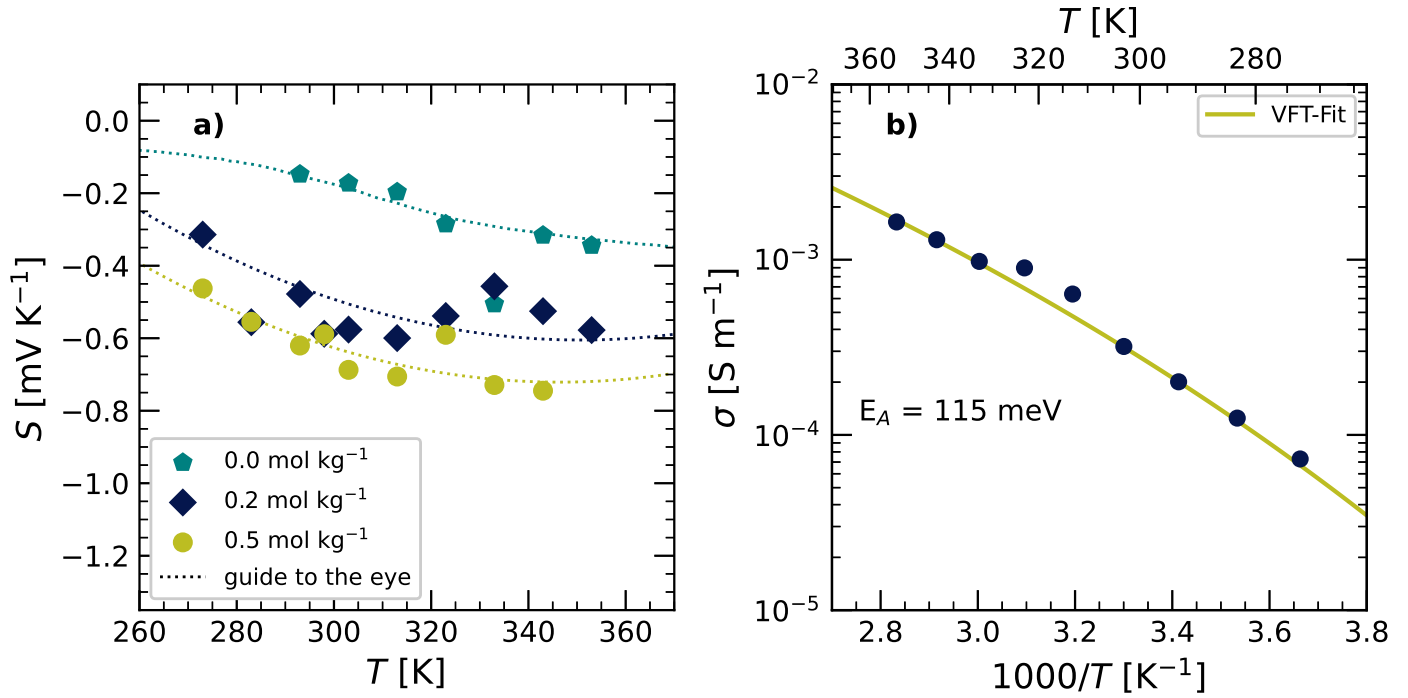 a)
0.0
−0.2
−0.4
−0.6
−0.8
−1.0
−1.2
S [mV K⁻¹]
0.0 mol kg⁻¹
0.2 mol kg⁻¹
0.5 mol kg⁻¹
guide to the eye
260 280 300 320 340 360
T [K]
T [K]
360 340 320 300 280
b)
VFT-Fit
10⁻²
10⁻³
10⁻⁴
10⁻⁵
σ [S m⁻¹]
E_A = 115 meV
2.8 3.0 3.2 3.4 3.6 3.8
1000/T [K⁻¹]